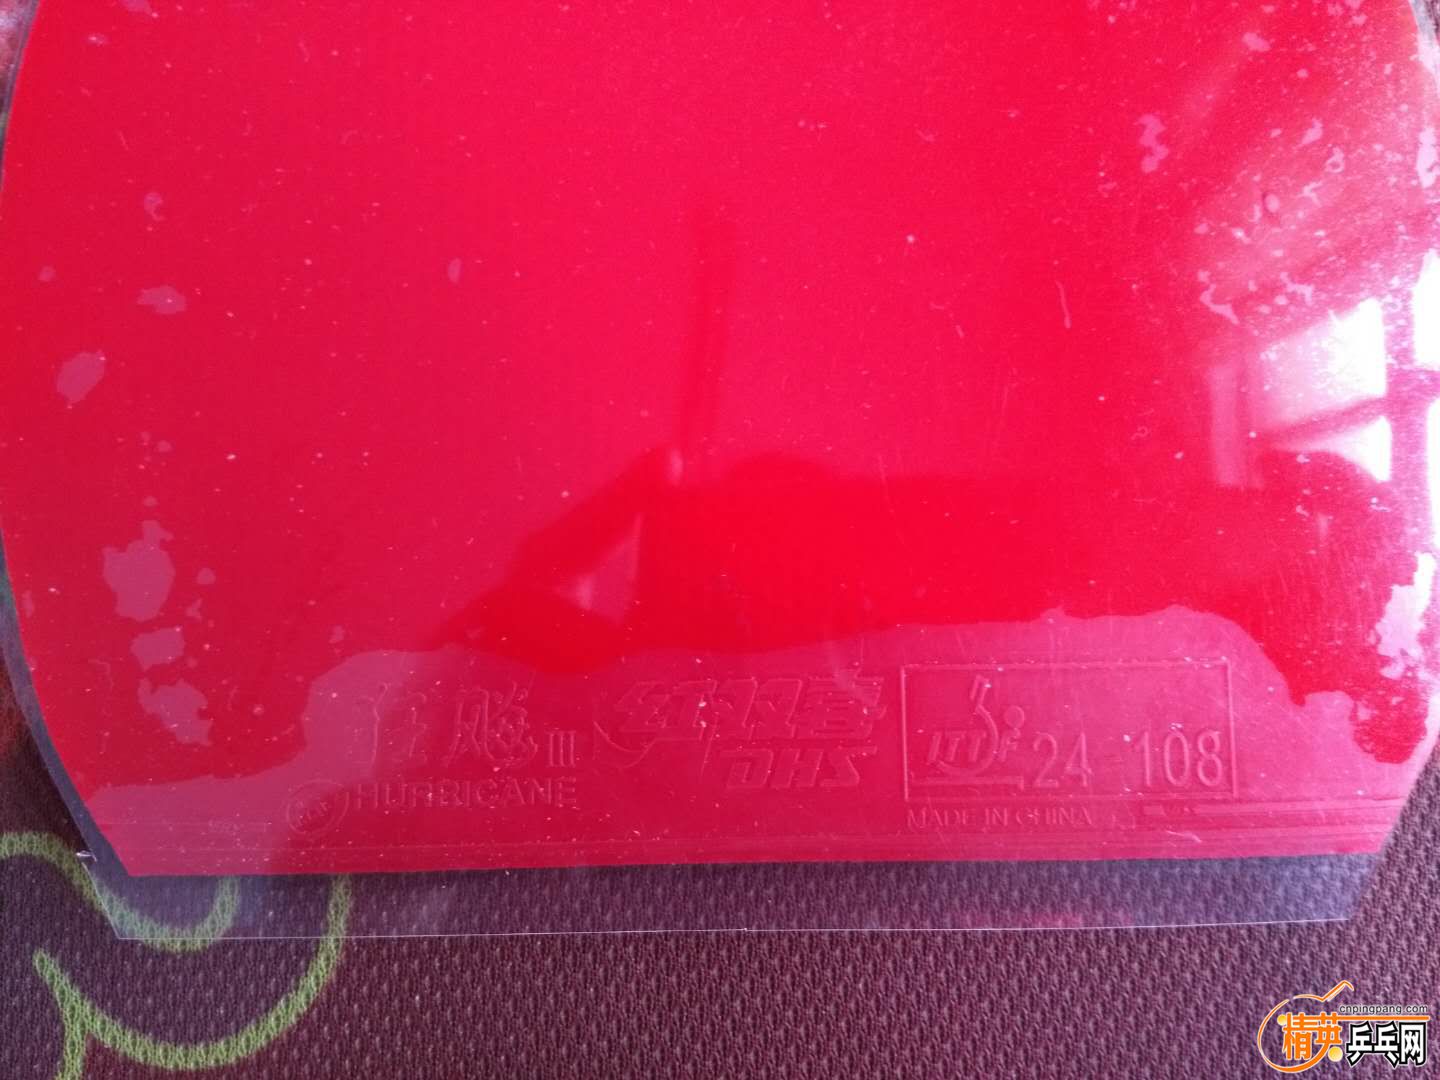 狂飚III
HURRICANE
红双喜
DHS
ITTF 24-108
MADE IN CHINA
cnpingpang.com
精英乒乓网